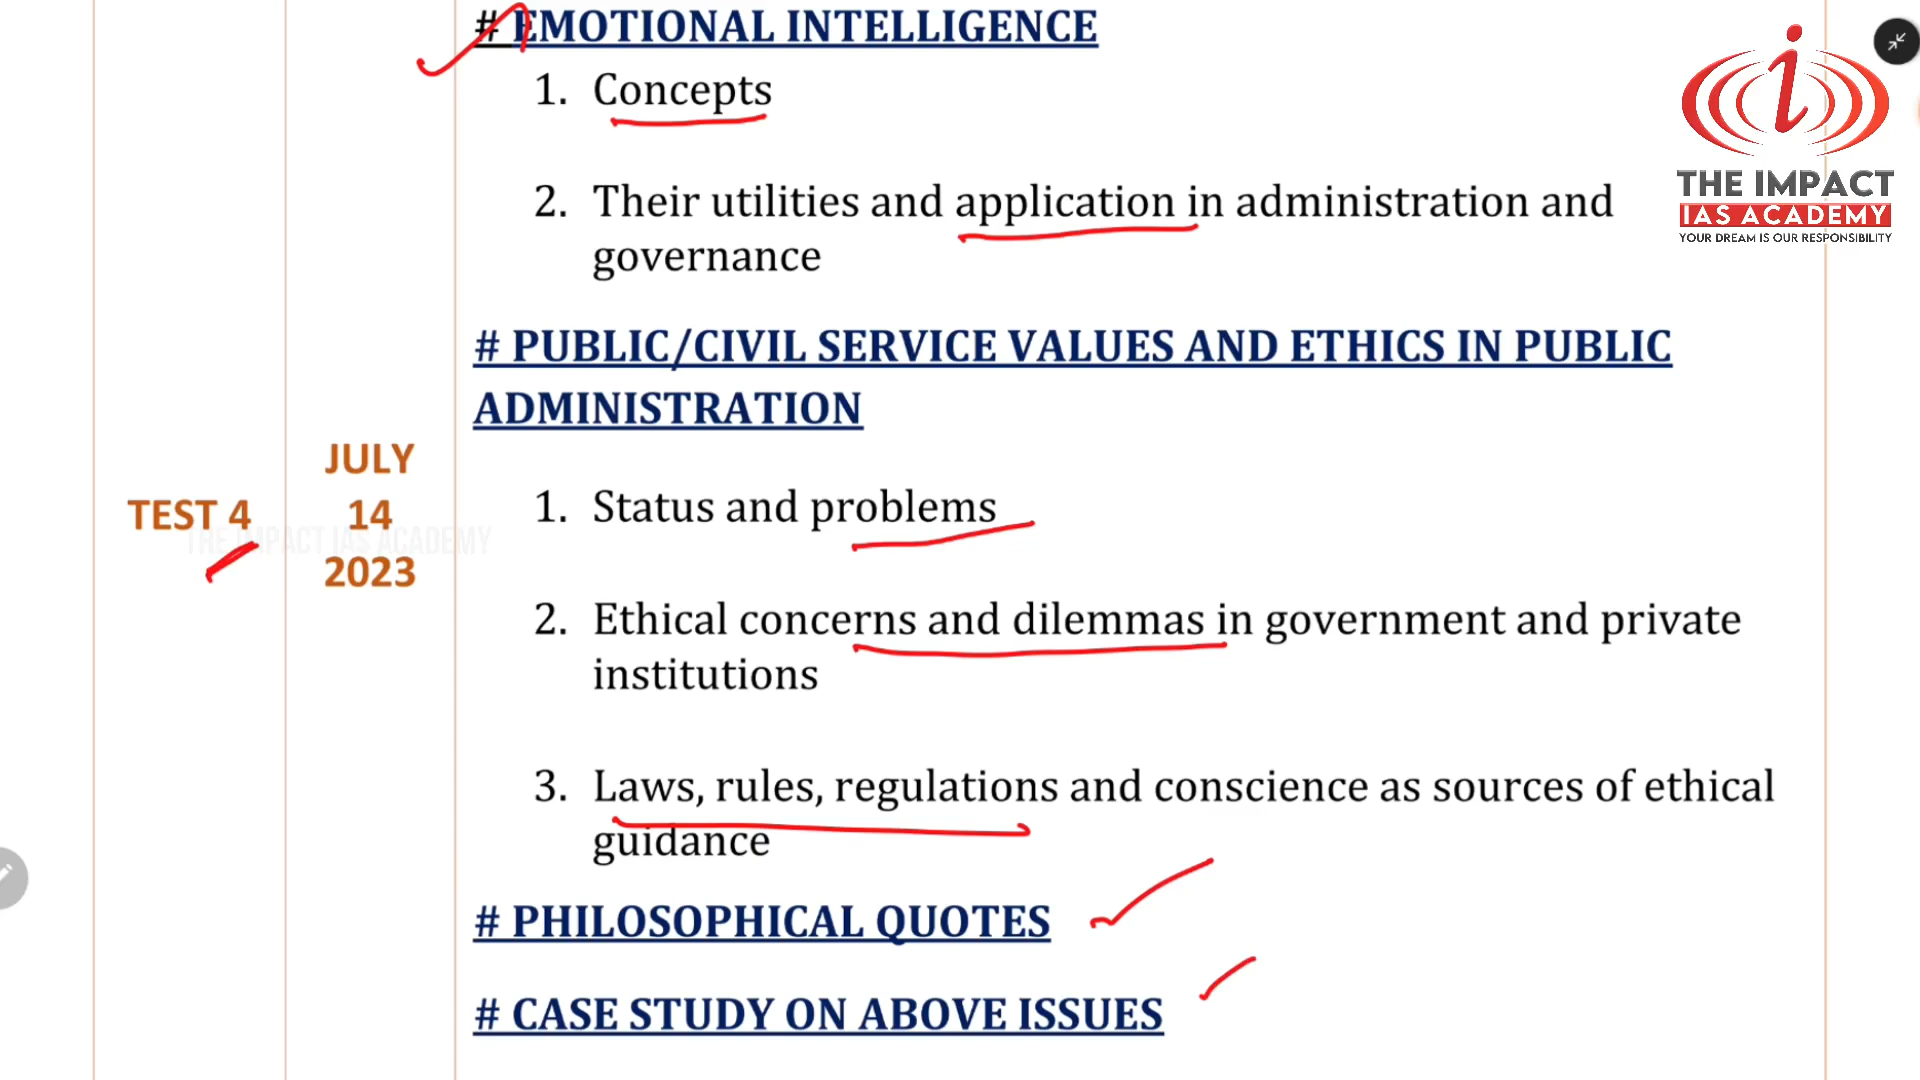 # EMOTIONAL INTELLIGENCE
1. Concepts
2. Their utilities and application in administration and
governance
# PUBLIC/CIVIL SERVICE VALUES AND ETHICS IN PUBLIC
ADMINISTRATION
TEST 4
JULY
14
2023
1. Status and problems
2. Ethical concerns and dilemmas in government and private
institutions
3. Laws, rules, regulations and conscience as sources of ethical
guidance
# PHILOSOPHICAL QUOTES
# CASE STUDY ON ABOVE ISSUES
i
THE IMPACT
IAS ACADEMY
YOUR DREAM IS OUR RESPONSIBILITY
THE IMPACT IAS ACADEMY